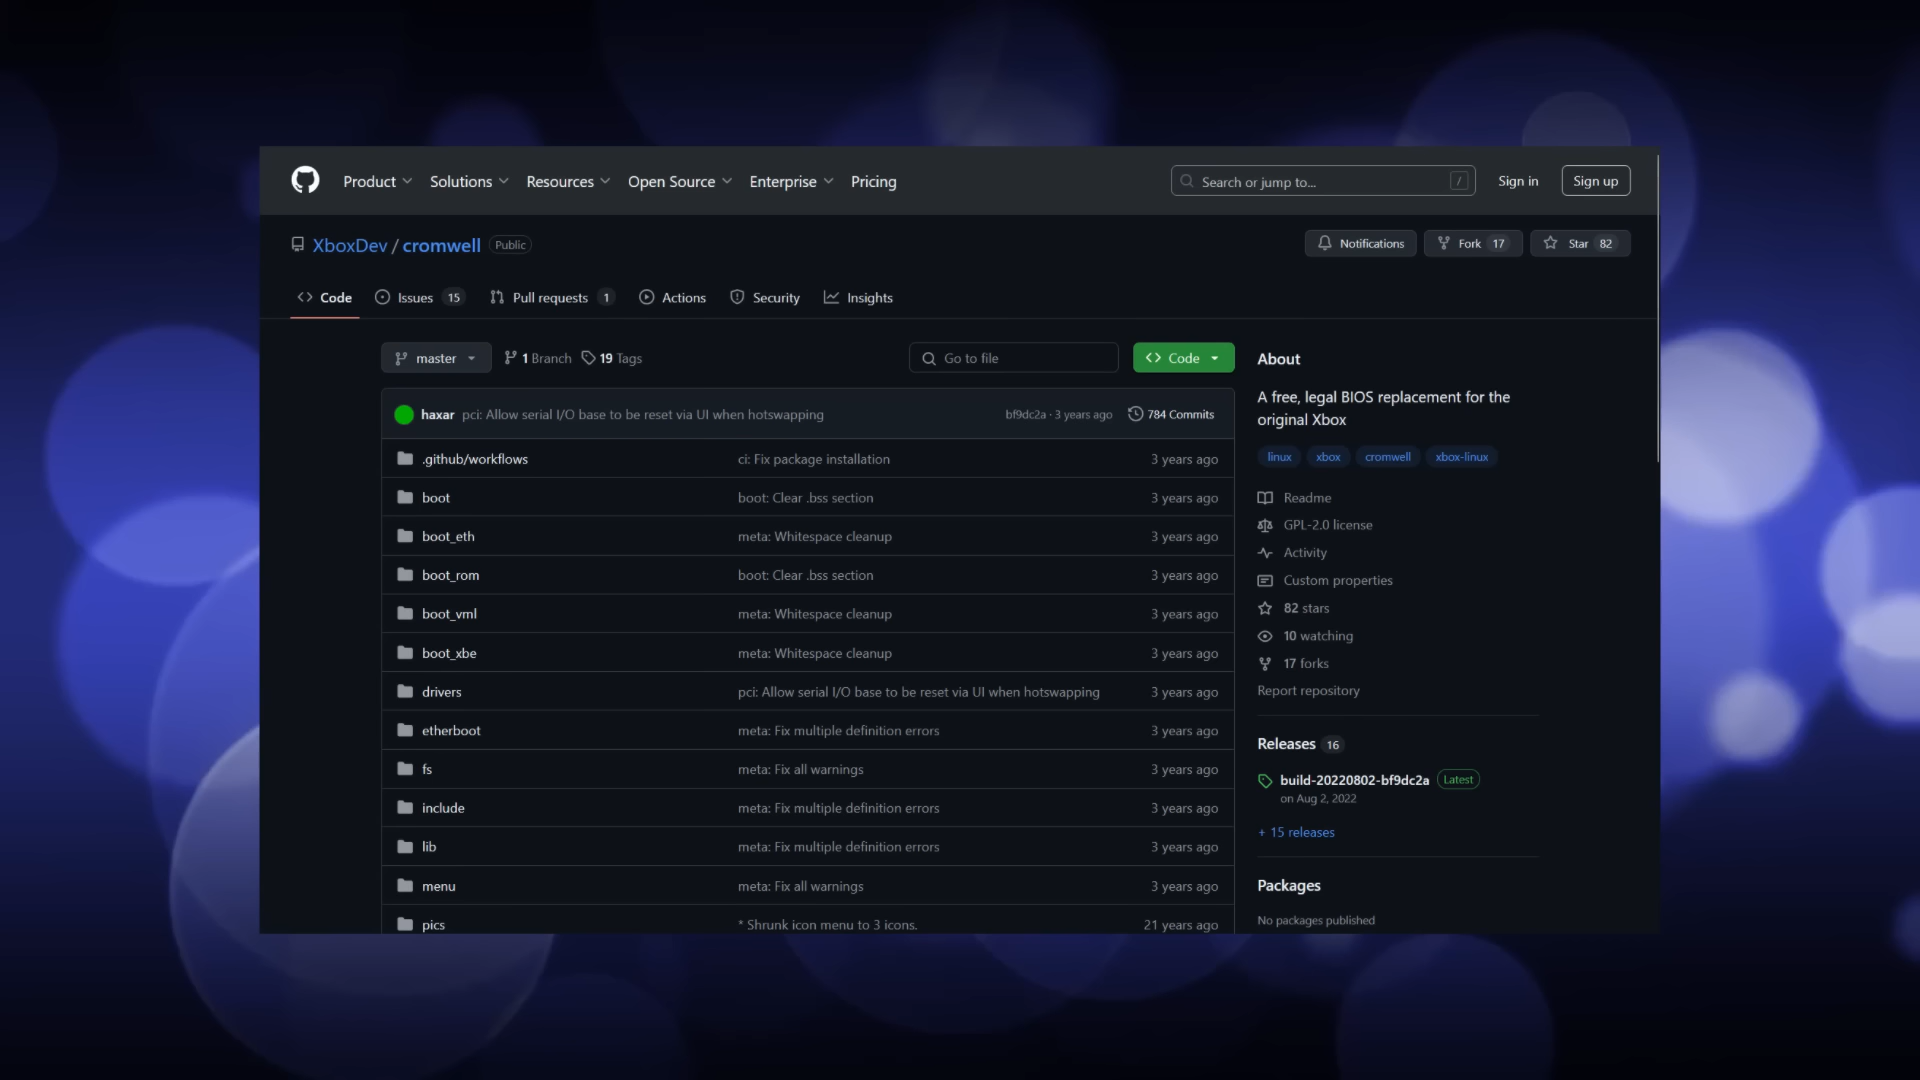 Product Solutions Resources Open Source Enterprise Pricing Search or jump to... / Sign in Sign up
XboxDev / cromwell Public Notifications Fork 17 Star 82
Code Issues 15 Pull requests 1 Actions Security Insights
master 1 Branch 19 Tags Go to file Code
haxar pci: Allow serial I/O base to be reset via UI when hotswapping bf9dc2a · 3 years ago 784 Commits
.github/workflows ci: Fix package installation 3 years ago
boot boot: Clear .bss section 3 years ago
boot_eth meta: Whitespace cleanup 3 years ago
boot_rom boot: Clear .bss section 3 years ago
boot_vml meta: Whitespace cleanup 3 years ago
boot_xbe meta: Whitespace cleanup 3 years ago
drivers pci: Allow serial I/O base to be reset via UI when hotswapping 3 years ago
etherboot meta: Fix multiple definition errors 3 years ago
fs meta: Fix all warnings 3 years ago
include meta: Fix multiple definition errors 3 years ago
lib meta: Fix multiple definition errors 3 years ago
menu meta: Fix all warnings 3 years ago
pics * Shrunk icon menu to 3 icons. 21 years ago
About
A free, legal BIOS replacement for the
original Xbox
linux xbox cromwell xbox-linux
Readme
GPL-2.0 license
Activity
Custom properties
82 stars
10 watching
17 forks
Report repository
Releases 16
build-20220802-bf9dc2a Latest
on Aug 2, 2022
+ 15 releases
Packages
No packages published